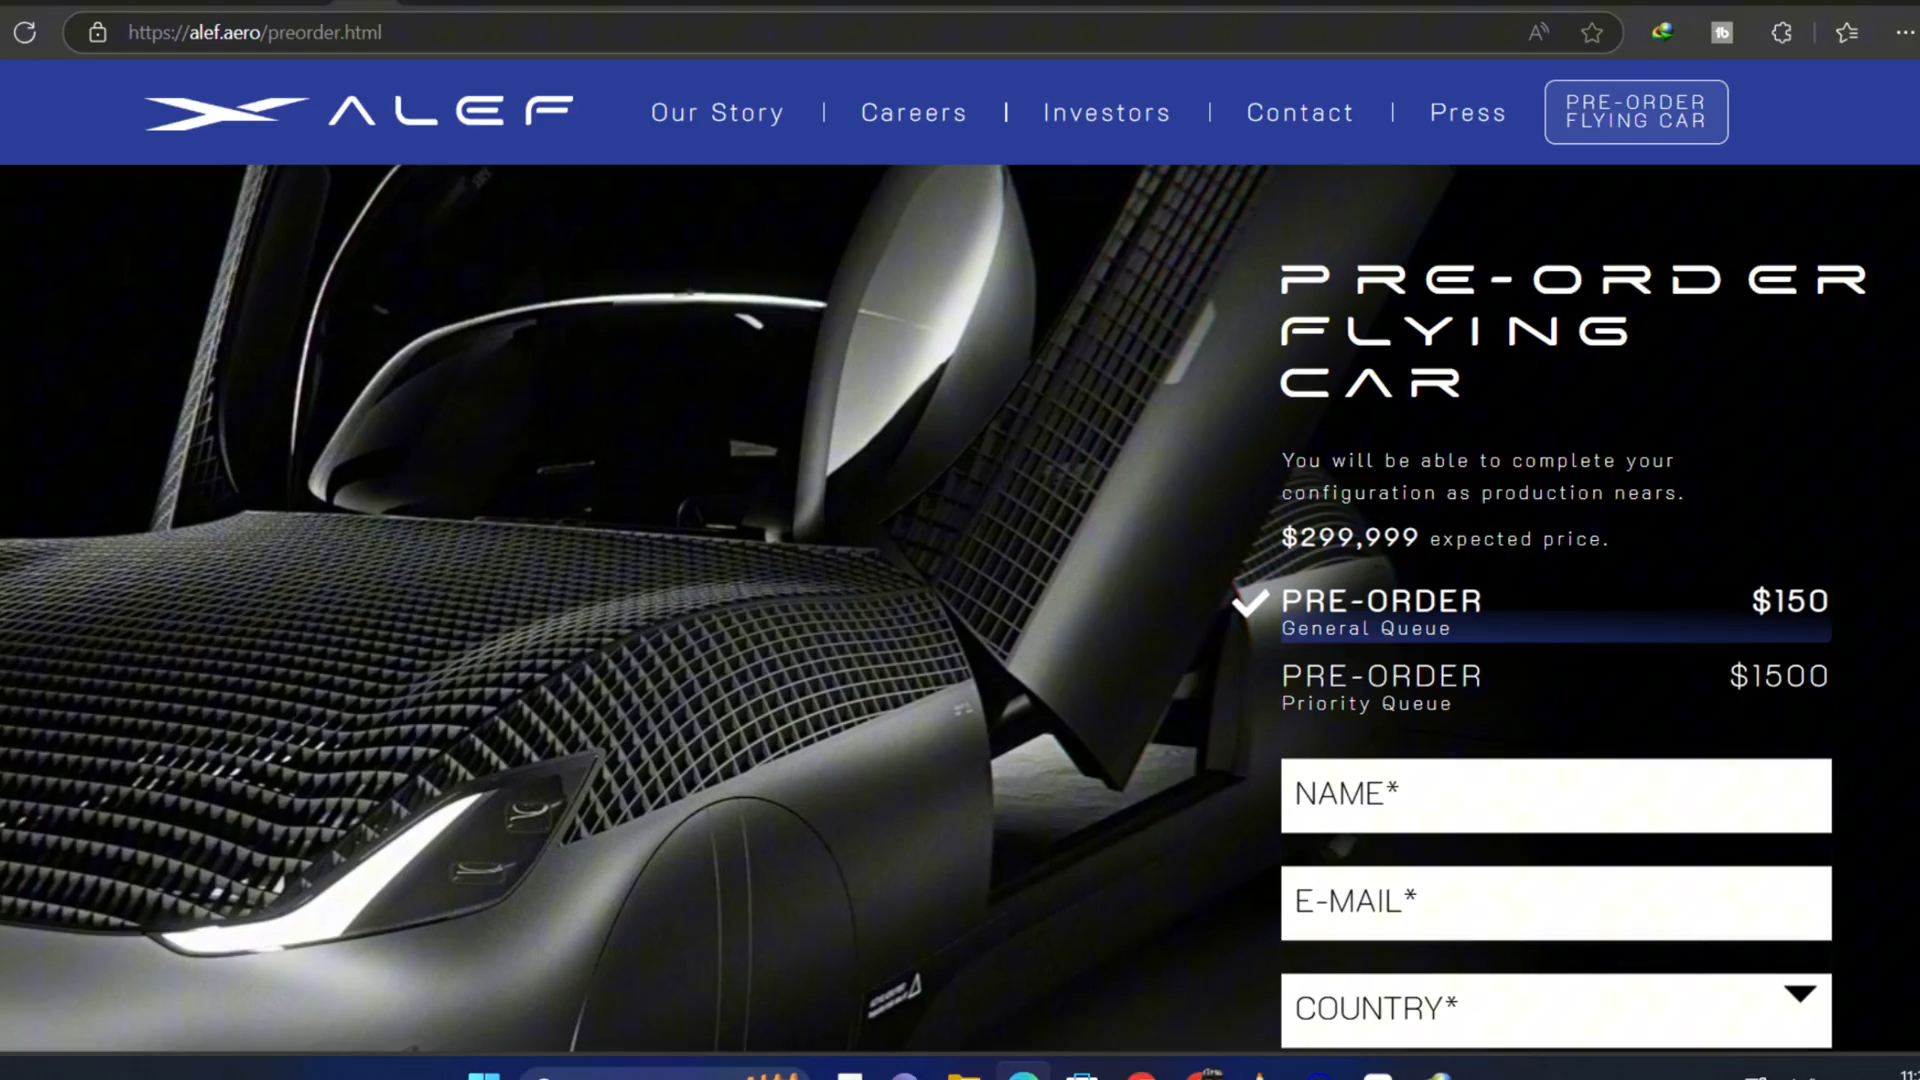 https://alef.aero/preorder.html
ALEF
Our Story | Careers | Investors | Contact | Press
PRE-ORDER
FLYING CAR
PRE-ORDER
FLYING
CAR
You will be able to complete your
configuration as production nears.
$299,999 expected price.
PRE-ORDER $150
General Queue
PRE-ORDER $1500
Priority Queue
NAME*
E-MAIL*
COUNTRY*